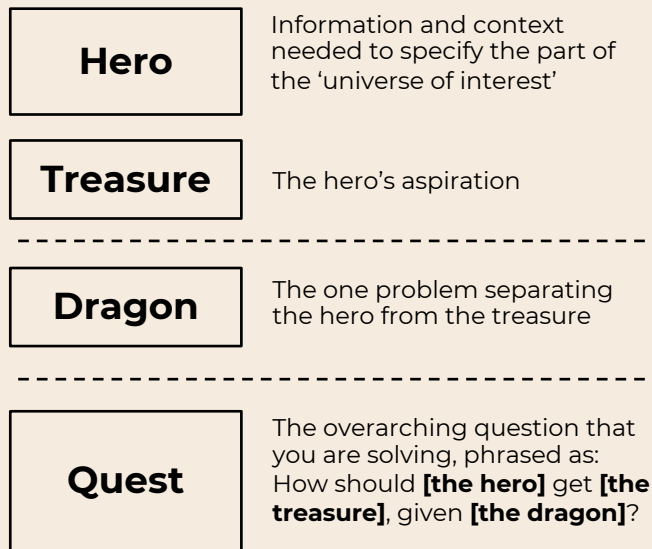 Hero
Information and context
needed to specify the part of
the ‘universe of interest’
Treasure
The hero’s aspiration
Dragon
The one problem separating
the hero from the treasure
Quest
The overarching question that
you are solving, phrased as:
How should [the hero] get [the
treasure], given [the dragon]?